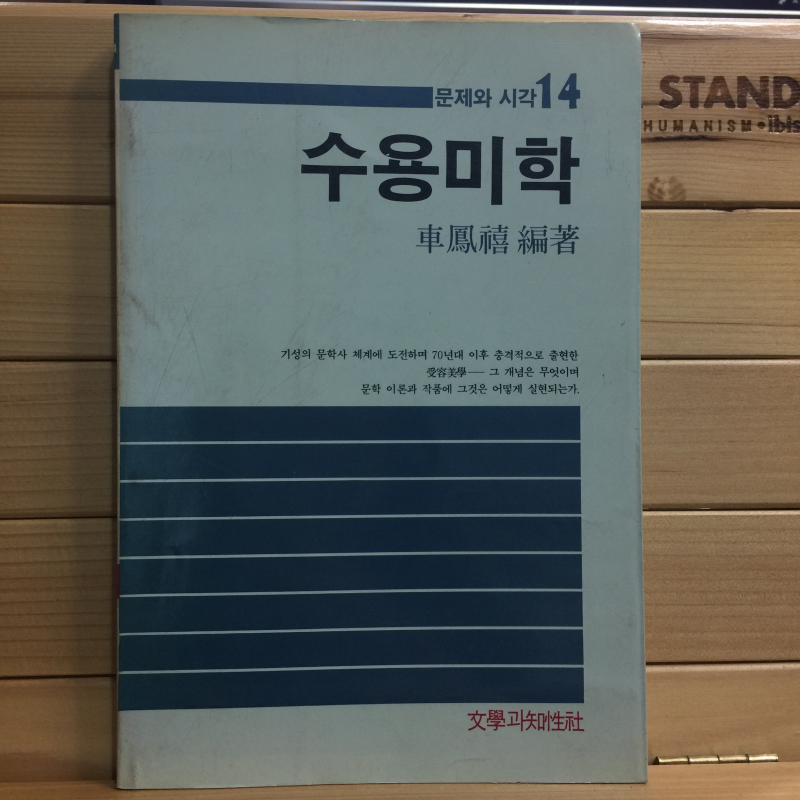 문제와 시각 14
수용미학
車鳳禧 編著
기성의 문학사 체계에 도전하며 70년대 이후 충격적으로 출현한
受容美學── 그 개념은 무엇이며
문학 이론과 작품에 그것은 어떻게 실현되는가.
文學과知性社
STAND
HUMANISM • ibis